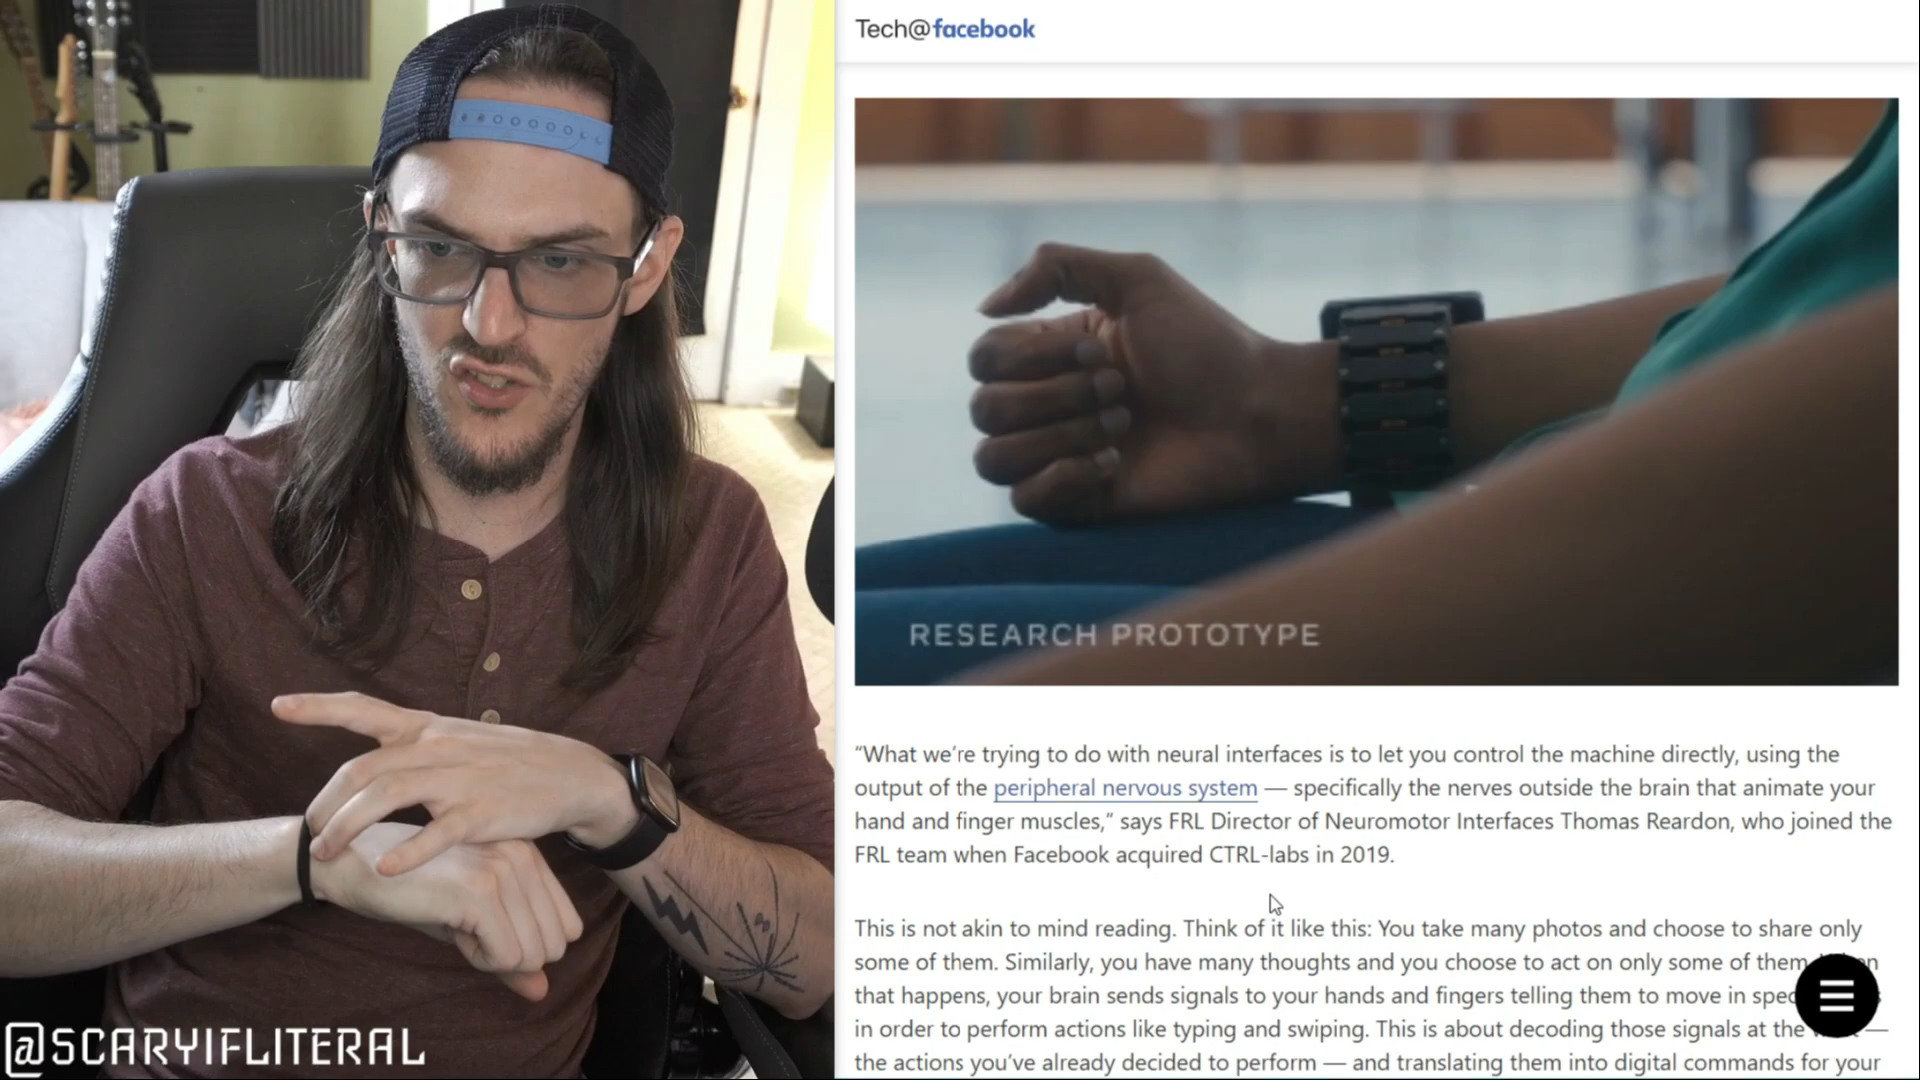 Tech@facebook
RESEARCH PROTOTYPE
“What we’re trying to do with neural interfaces is to let you control the machine directly, using the
output of the peripheral nervous system — specifically the nerves outside the brain that animate your
hand and finger muscles,” says FRL Director of Neuromotor Interfaces Thomas Reardon, who joined the
FRL team when Facebook acquired CTRL-labs in 2019.
This is not akin to mind reading. Think of it like this: You take many photos and choose to share only
some of them. Similarly, you have many thoughts and you choose to act on only some of them.
that happens, your brain sends signals to your hands and fingers telling them to move in
in order to perform actions like typing and swiping. This is about decoding those signals at the —
the actions you’ve already decided to perform — and translating them into digital commands for your
@SCARYIFLITERAL